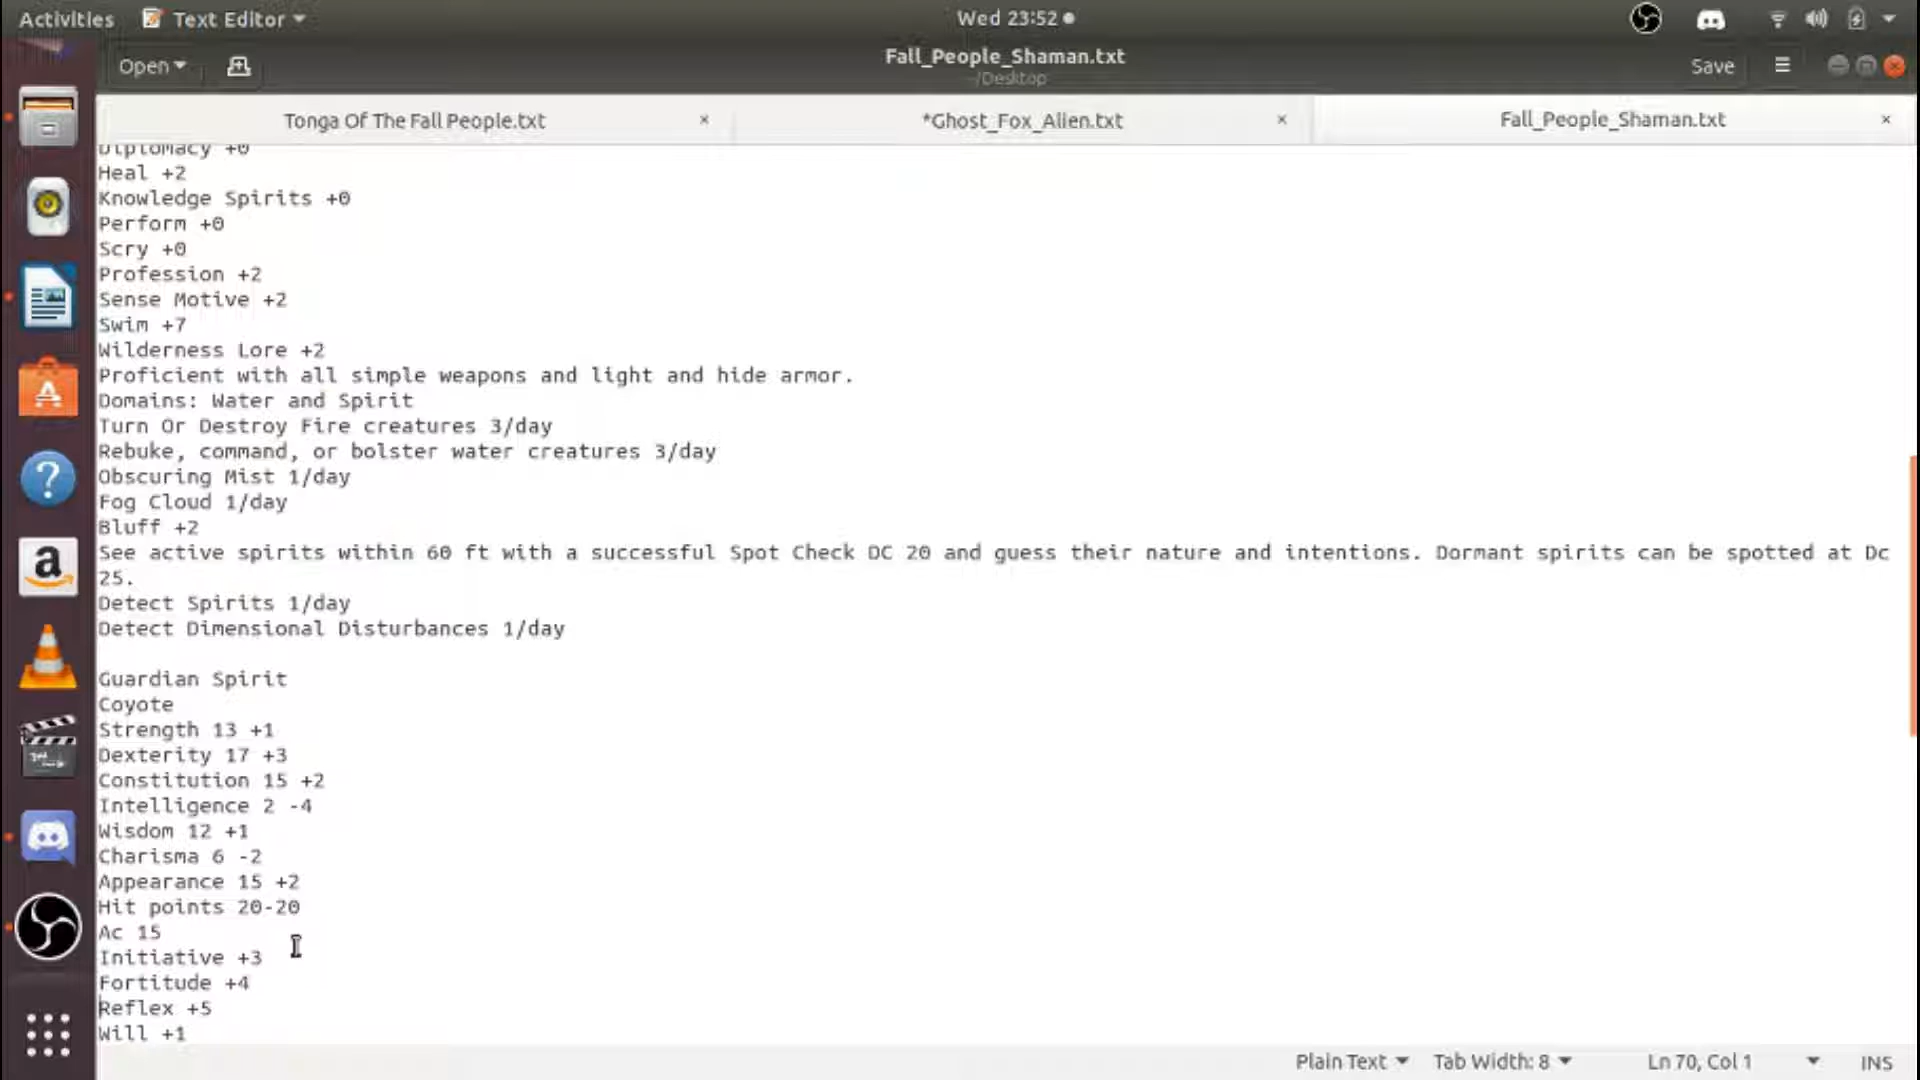 Activities Text Editor Wed 23:52
Open Fall_People_Shaman.txt Save
~/Desktop
Tonga Of The Fall People.txt *Ghost_Fox_Alien.txt Fall_People_Shaman.txt
Diplomacy +0
Heal +2
Knowledge Spirits +0
Perform +0
Scry +0
Profession +2
Sense Motive +2
Swim +7
Wilderness Lore +2
Proficient with all simple weapons and light and hide armor.
Domains: Water and Spirit
Turn Or Destroy Fire creatures 3/day
Rebuke, command, or bolster water creatures 3/day
Obscuring Mist 1/day
Fog Cloud 1/day
Bluff +2
See active spirits within 60 ft with a successful Spot Check DC 20 and guess their nature and intentions. Dormant spirits can be spotted at Dc
25.
Detect Spirits 1/day
Detect Dimensional Disturbances 1/day
Guardian Spirit
Coyote
Strength 13 +1
Dexterity 17 +3
Constitution 15 +2
Intelligence 2 -4
Wisdom 12 +1
Charisma 6 -2
Appearance 15 +2
Hit points 20-20
Ac 15
Initiative +3
Fortitude +4
Reflex +5
Will +1
Plain Text Tab Width: 8 Ln 70, Col 1 INS